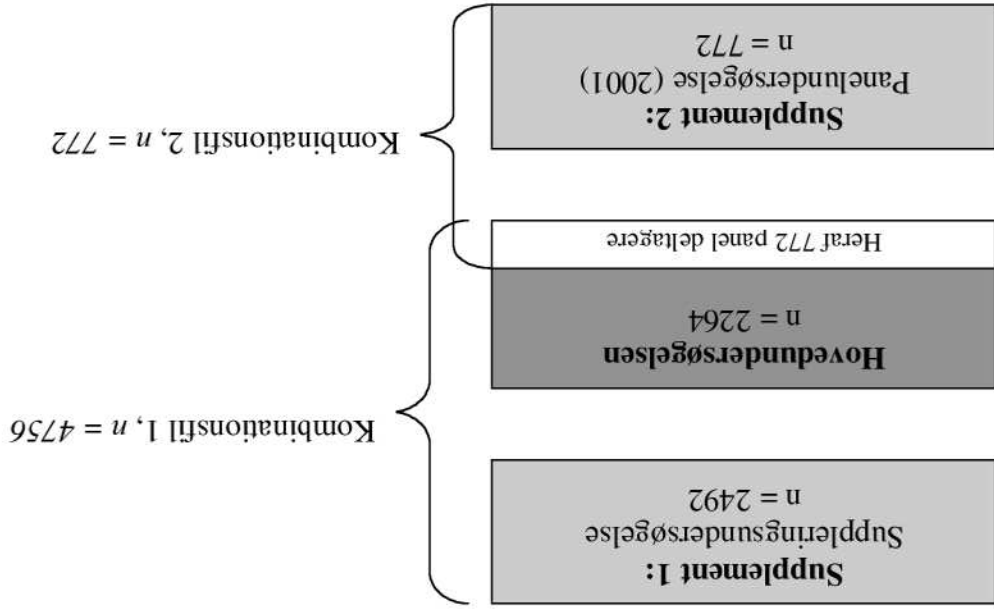 Supplement 1:
Suppleringsundersøgelse
n = 2492
Kombinationsfil 1, n = 4756
Hovedundersøgelsen
n = 2264
Heraf 772 panel deltagere
Kombinationsfil 2, n = 772
Supplement 2:
Panelundersøgelse (2001)
n = 772